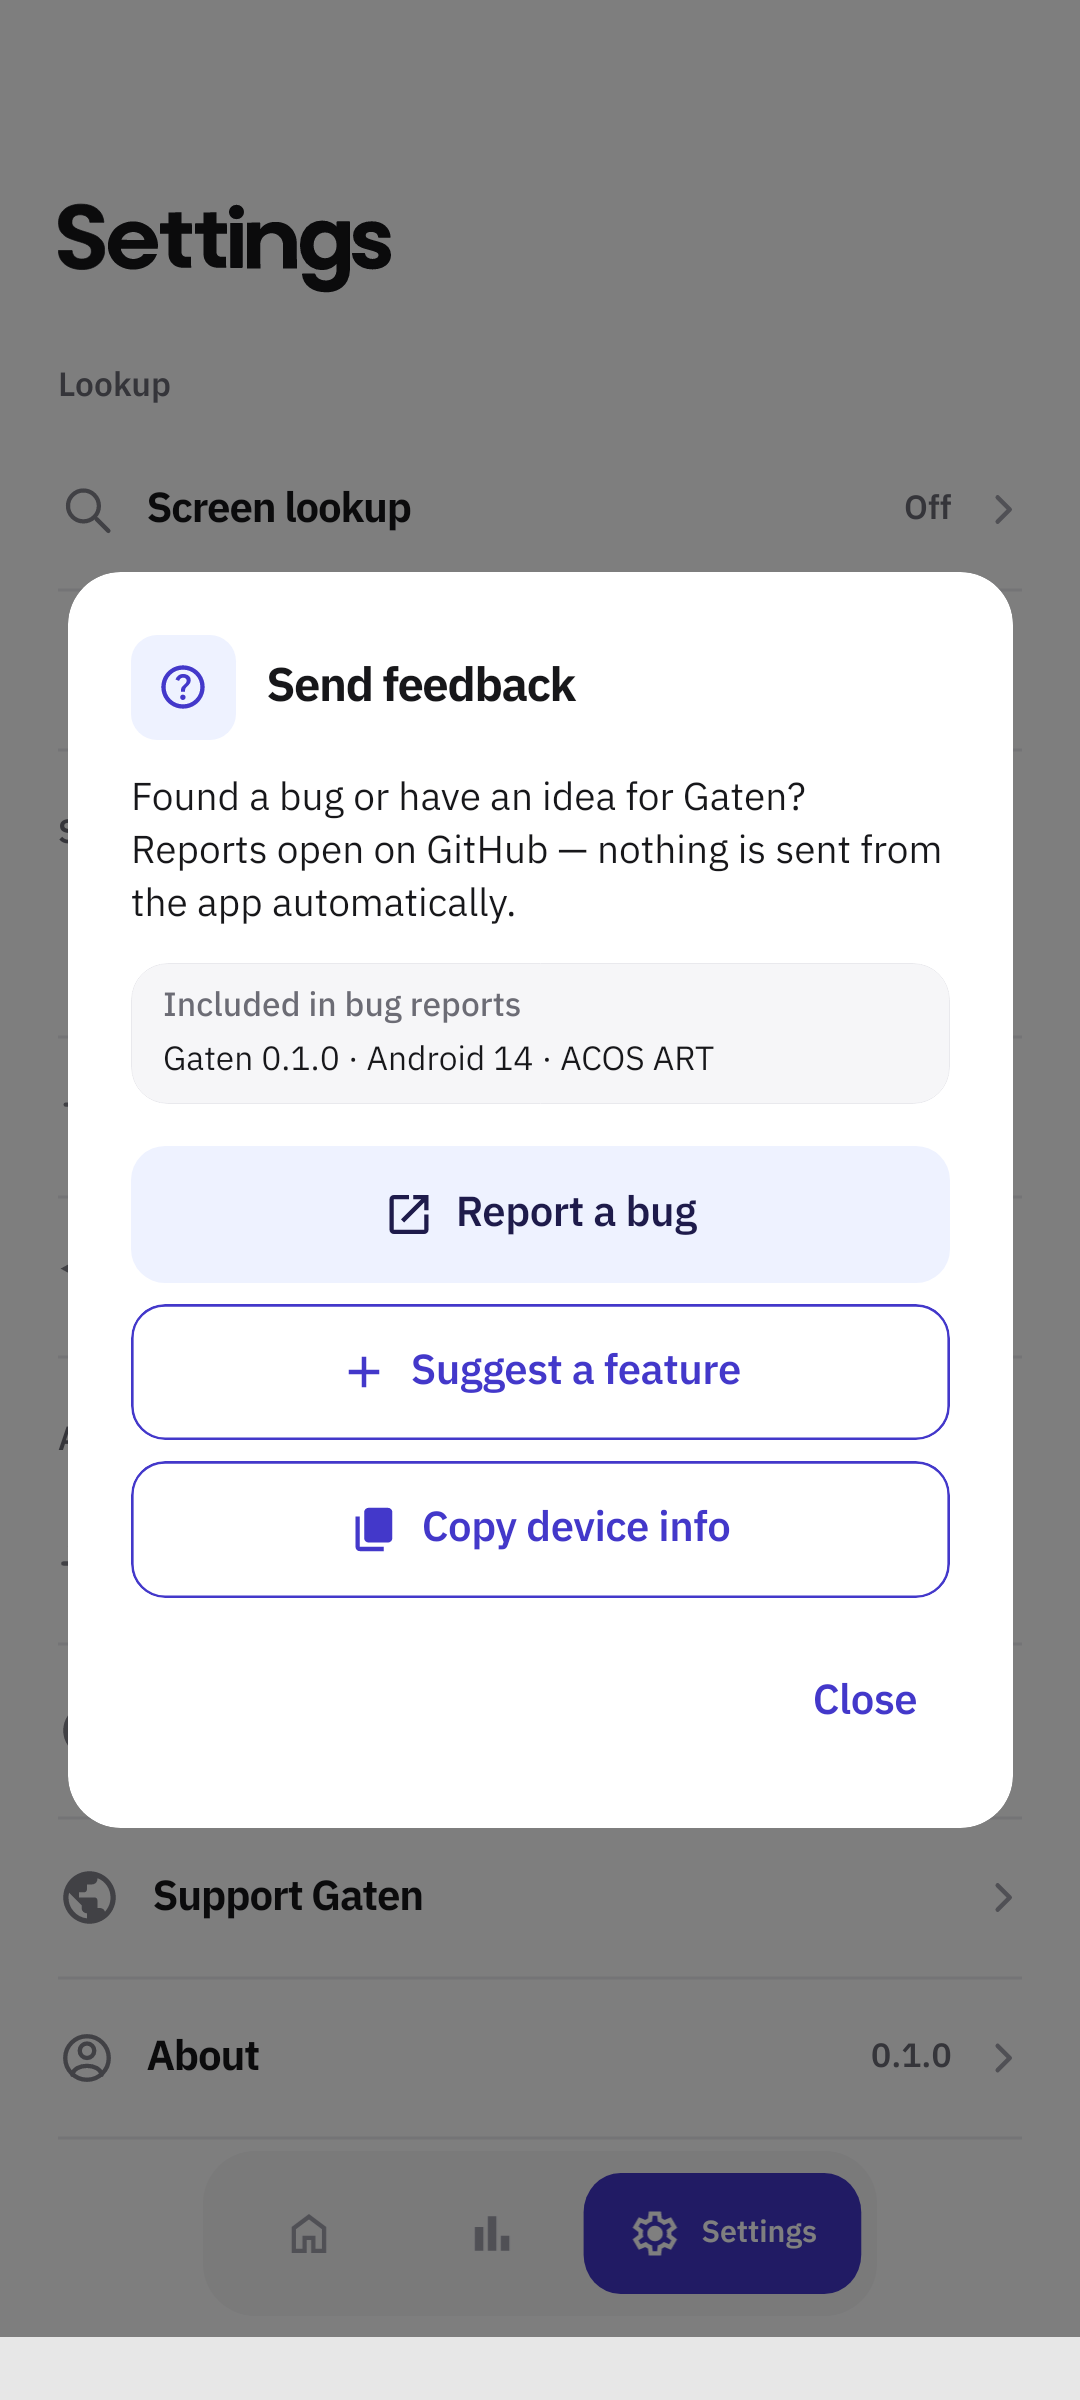 Settings
Lookup
Screen lookup
Off
Send feedback
Found a bug or have an idea for Gaten?
Reports open on GitHub — nothing is sent from
the app automatically.
Included in bug reports
Gaten 0.1.0 · Android 14 · ACOS ART
Report a bug
Suggest a feature
Copy device info
Close
Support Gaten
About
0.1.0
Settings